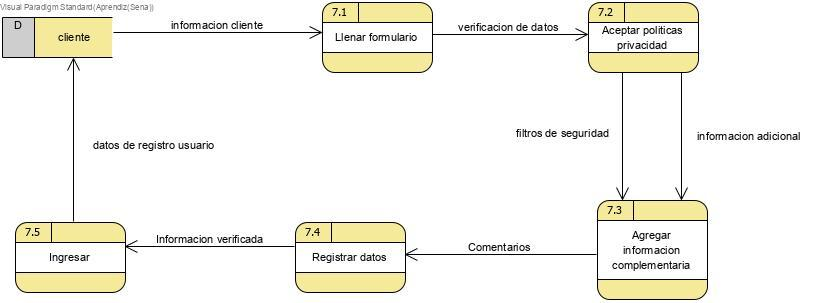 Visual Paradigm Standard(Aprendiz(Sena))
D
cliente
informacion cliente
7.1
Llenar formulario
verificacion de datos
7.2
Aceptar politicas
privacidad
filtros de seguridad
informacion adicional
datos de registro usuario
7.3
Agregar
informacion
complementaria
Comentarios
7.4
Registrar datos
Informacion verificada
7.5
Ingresar